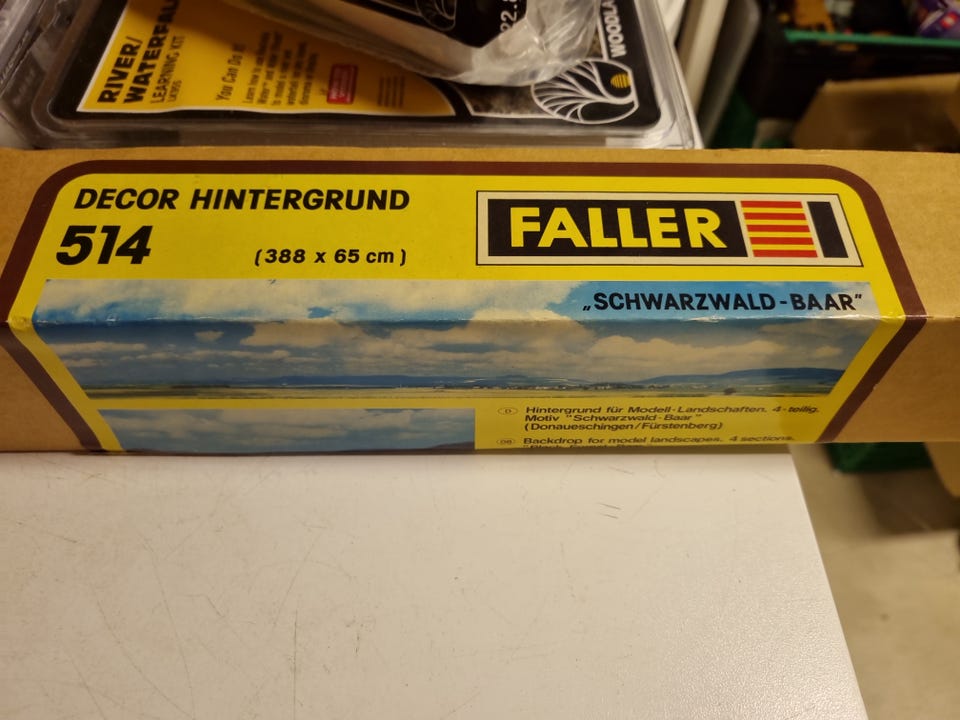 RIVER/
WATERFALL
LEARNING KIT
You Can Do It!
WOODLA
DECOR HINTERGRUND
514
(388 x 65 cm)
FALLER
„SCHWARZWALD-BAAR"
D Hintergrund für Modell-Landschaften. 4-teilig.
Motiv "Schwarzwald-Baar"
(Donaueschingen/Fürstenberg)
GB Backdrop for model landscapes. 4 sections.